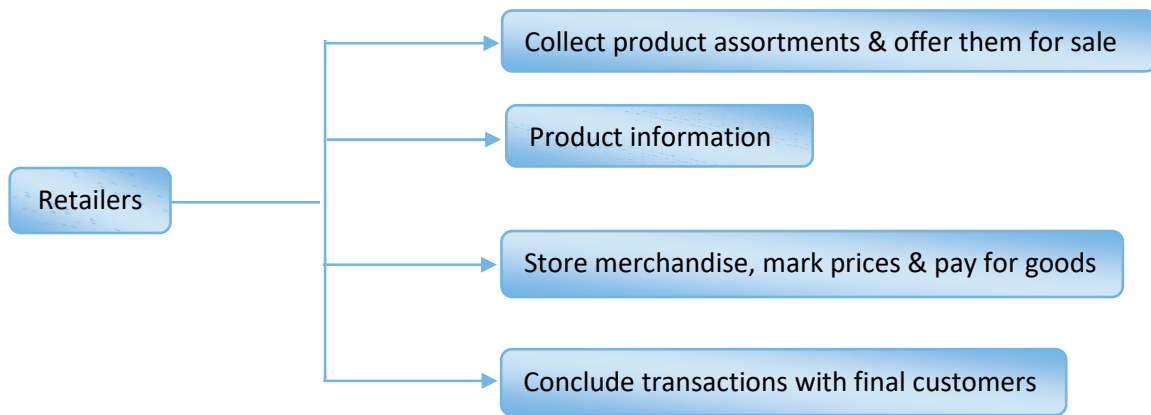 Collect product assortments & offer them for sale
Product information
Retailers
Store merchandise, mark prices & pay for goods
Conclude transactions with final customers